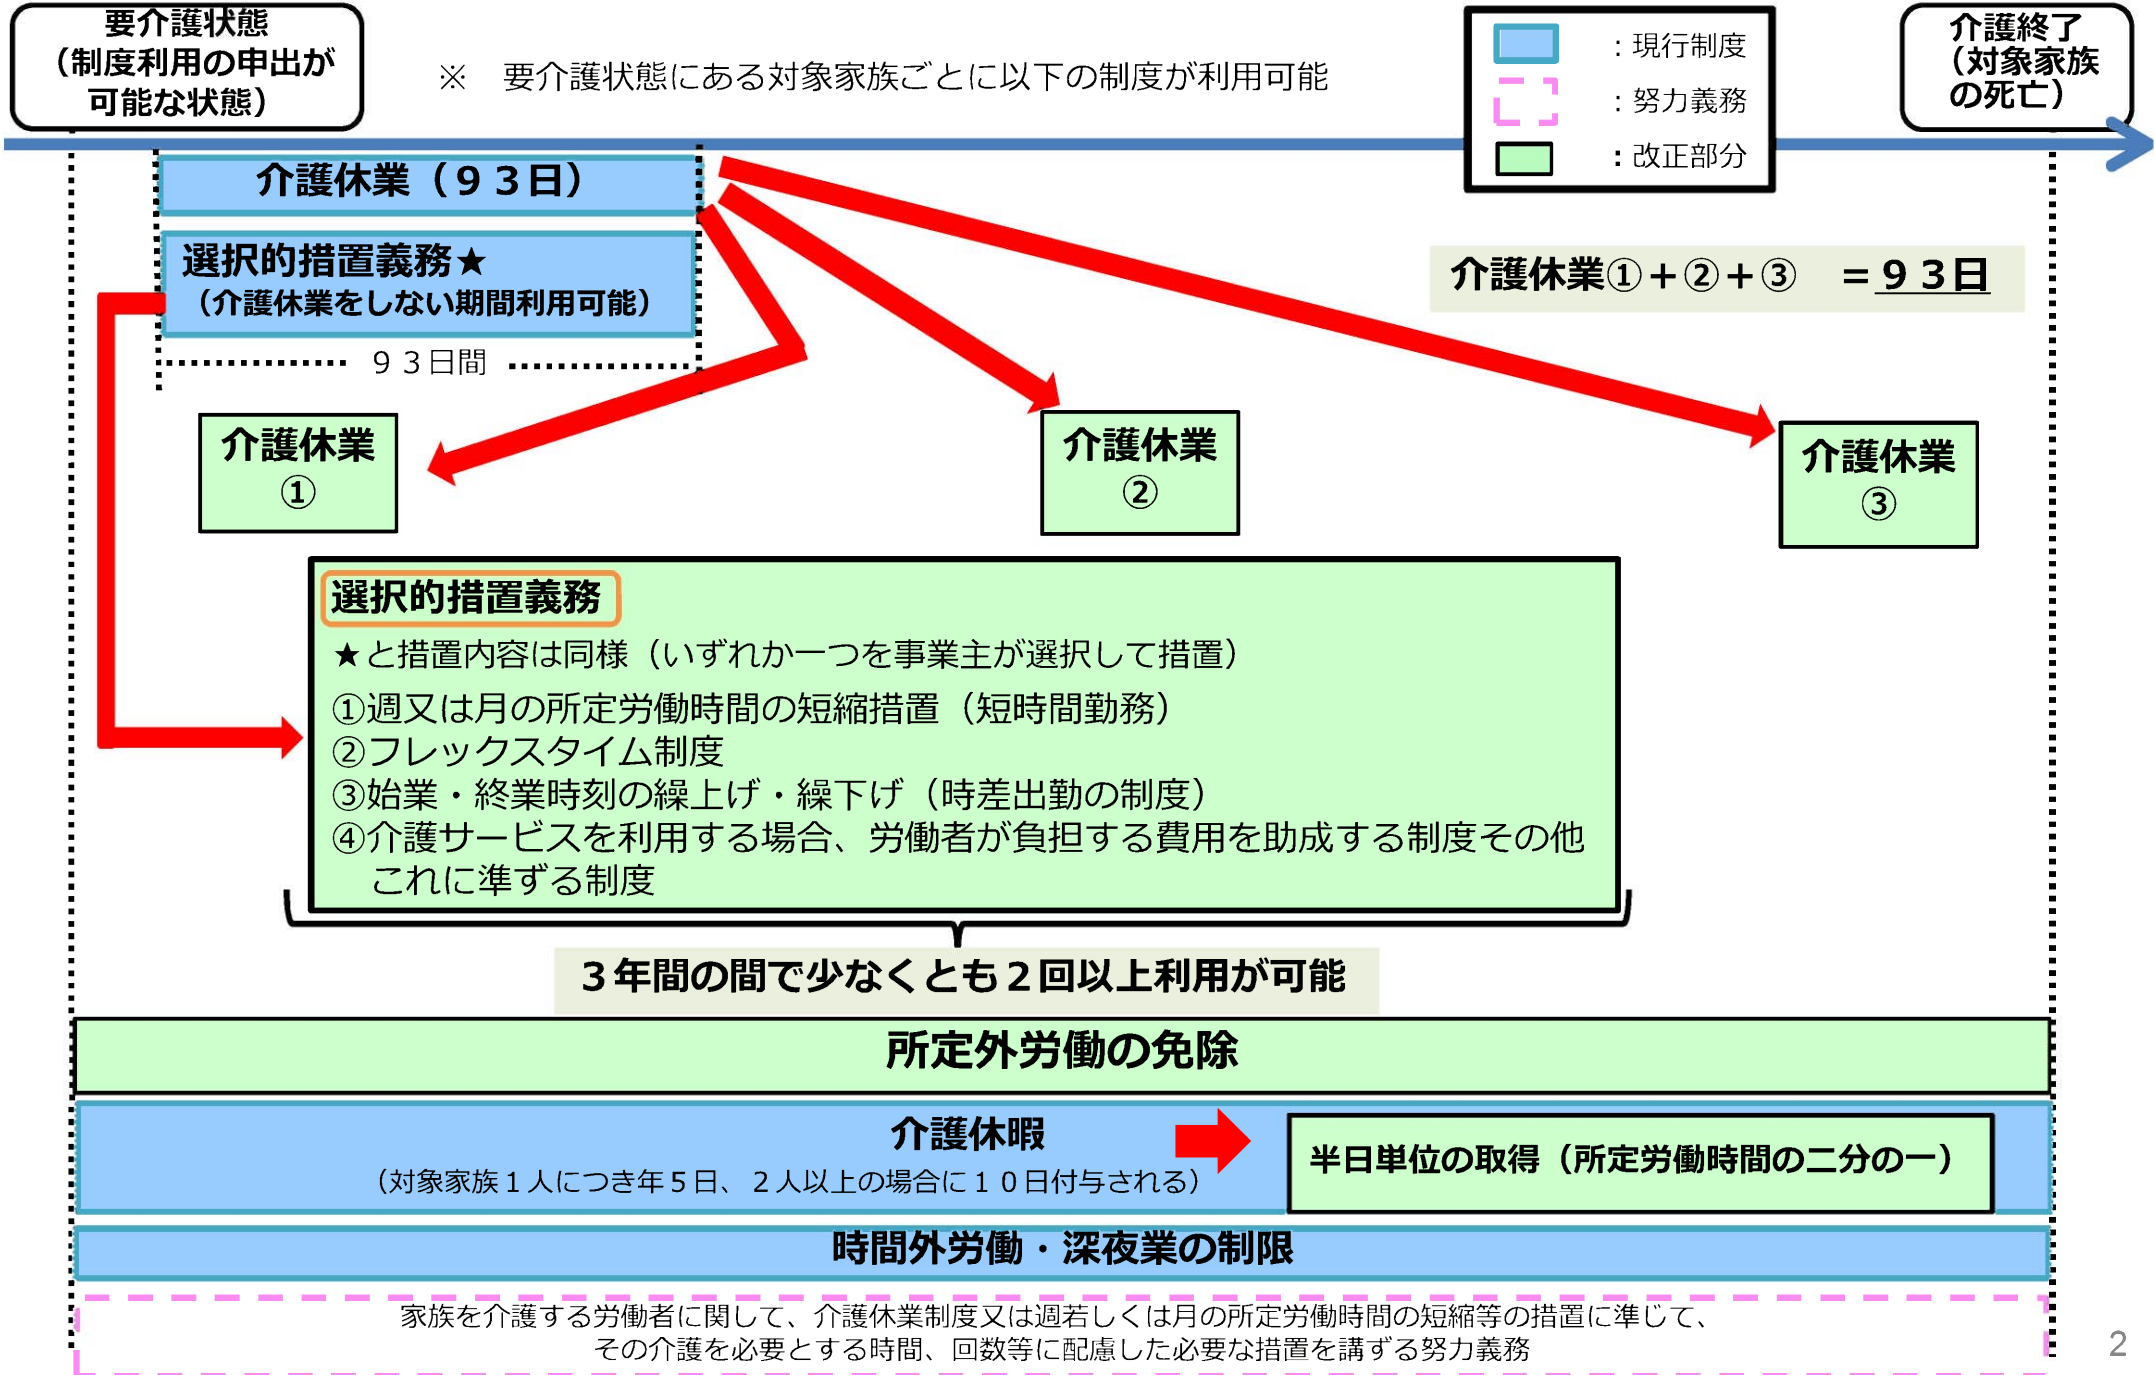 要介護状態
（制度利用の申出が
可能な状態）
※　要介護状態にある対象家族ごとに以下の制度が利用可能
：現行制度
：努力義務
：改正部分
介護終了
（対象家族
の死亡）
介護休業（９３日）
選択的措置義務★
（介護休業をしない期間利用可能）
９３日間
介護休業①＋②＋③　＝９３日
介護休業
①
介護休業
②
介護休業
③
選択的措置義務
★と措置内容は同様（いずれか一つを事業主が選択して措置）
①週又は月の所定労働時間の短縮措置（短時間勤務）
②フレックスタイム制度
③始業・終業時刻の繰上げ・繰下げ（時差出勤の制度）
④介護サービスを利用する場合、労働者が負担する費用を助成する制度その他
これに準ずる制度
３年間の間で少なくとも２回以上利用が可能
所定外労働の免除
介護休暇
（対象家族１人につき年５日、２人以上の場合に１０日付与される）
半日単位の取得（所定労働時間の二分の一）
時間外労働・深夜業の制限
家族を介護する労働者に関して、介護休業制度又は週若しくは月の所定労働時間の短縮等の措置に準じて、
その介護を必要とする時間、回数等に配慮した必要な措置を講ずる努力義務
2